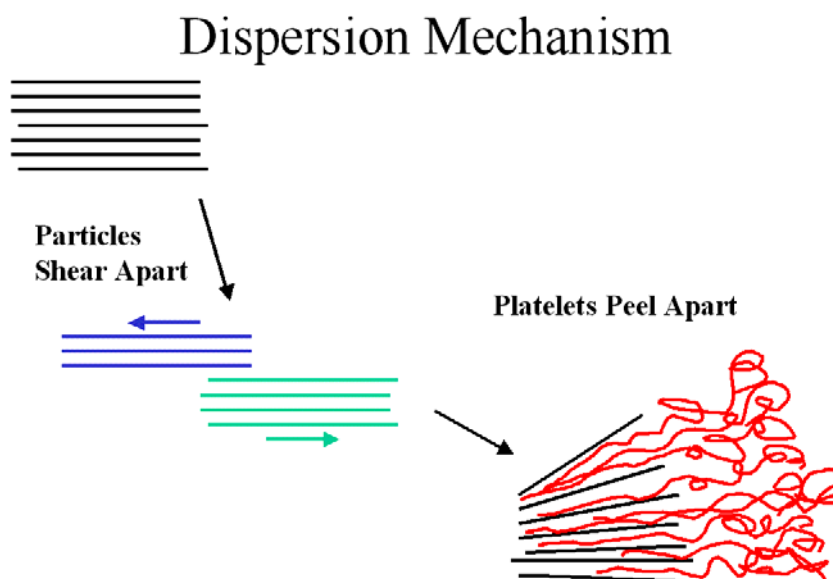 Dispersion Mechanism
Particles
Shear Apart
Platelets Peel Apart